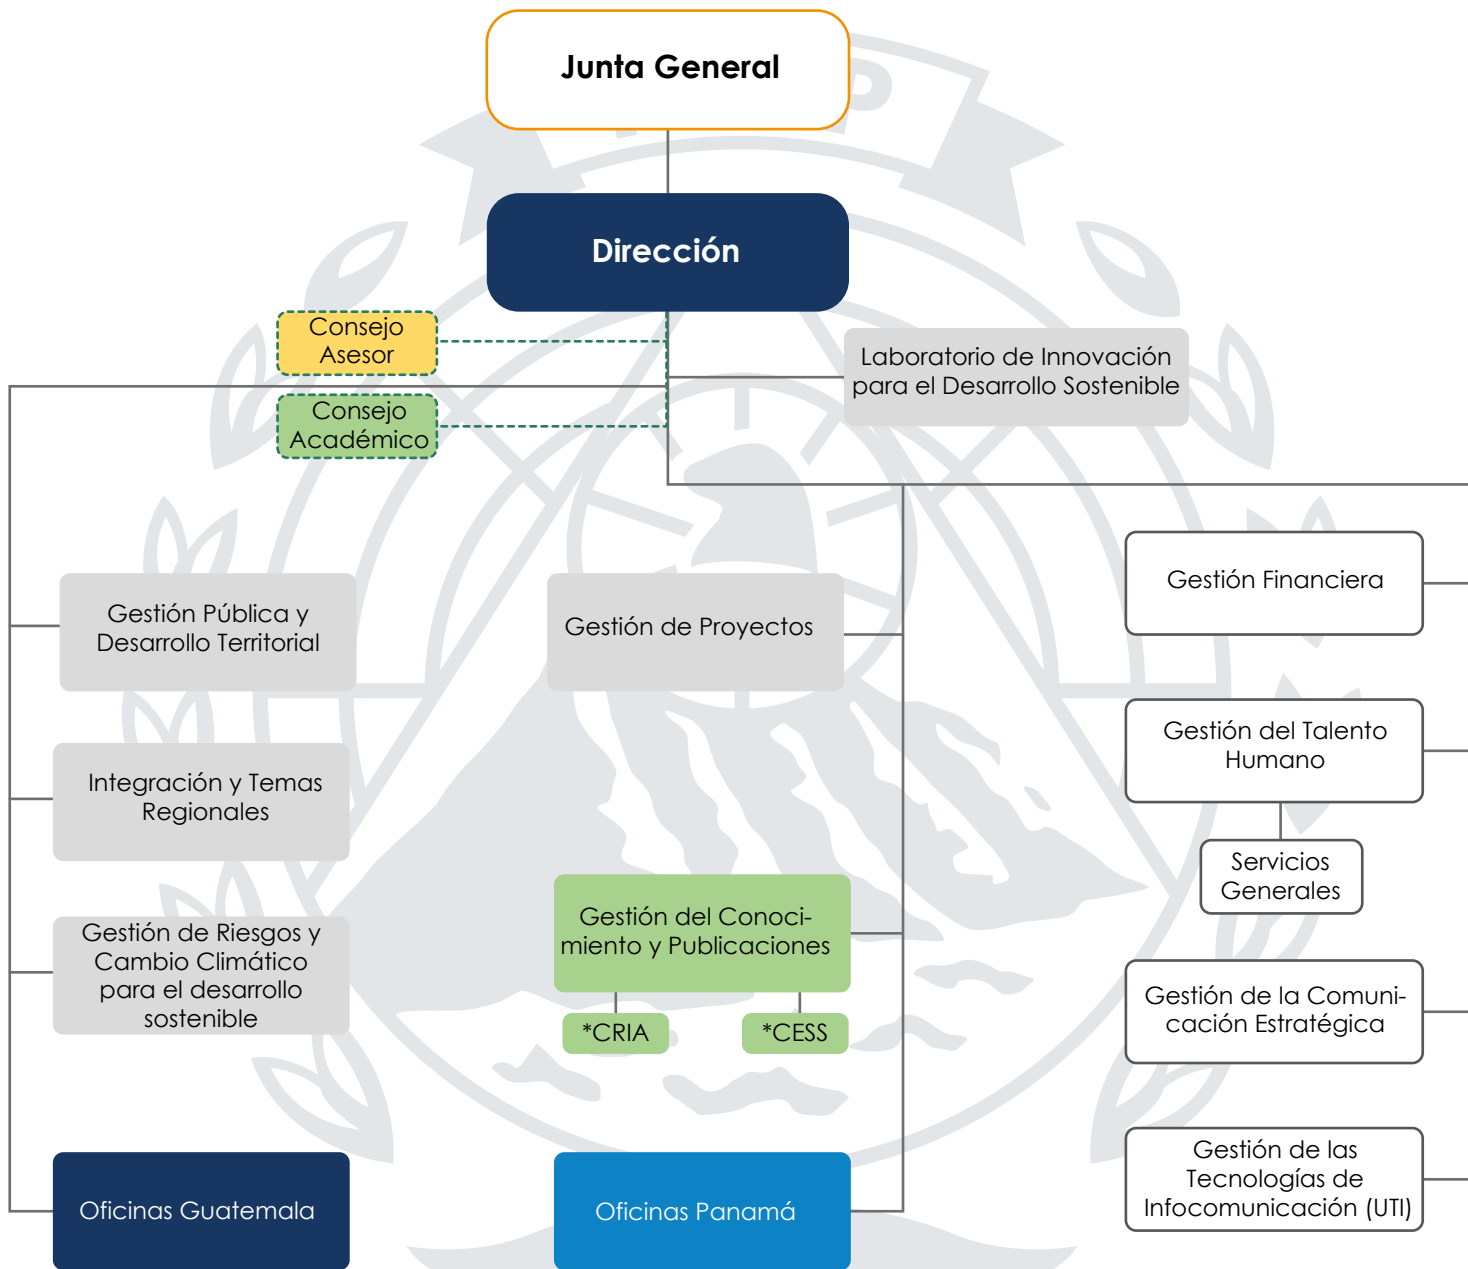 Junta General
Dirección
Consejo
Asesor
Laboratorio de Innovación
para el Desarrollo Sostenible
Consejo
Académico
Gestión Pública y
Desarrollo Territorial
Gestión de Proyectos
Gestión Financiera
Integración y Temas
Regionales
Gestión del Talento
Humano
Servicios
Generales
Gestión de Riesgos y
Cambio Climático
para el desarrollo
sostenible
Gestión del Conoci-
miento y Publicaciones
*CRIA
*CESS
Gestión de la Comuni-
cación Estratégica
Oficinas Guatemala
Oficinas Panamá
Gestión de las
Tecnologías de
Infocomunicación (UTI)